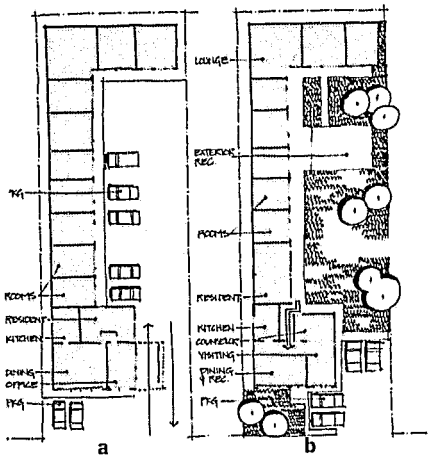 PKG
ROOMS
RESIDENT
KITCHEN
DINING
OFFICE
PKG
a
LOUNGE
EXTERIOR
REC.
ROOMS
RESIDENT
KITCHEN
COUNSELOR
VISITING
DINING
& REC.
PKG
b